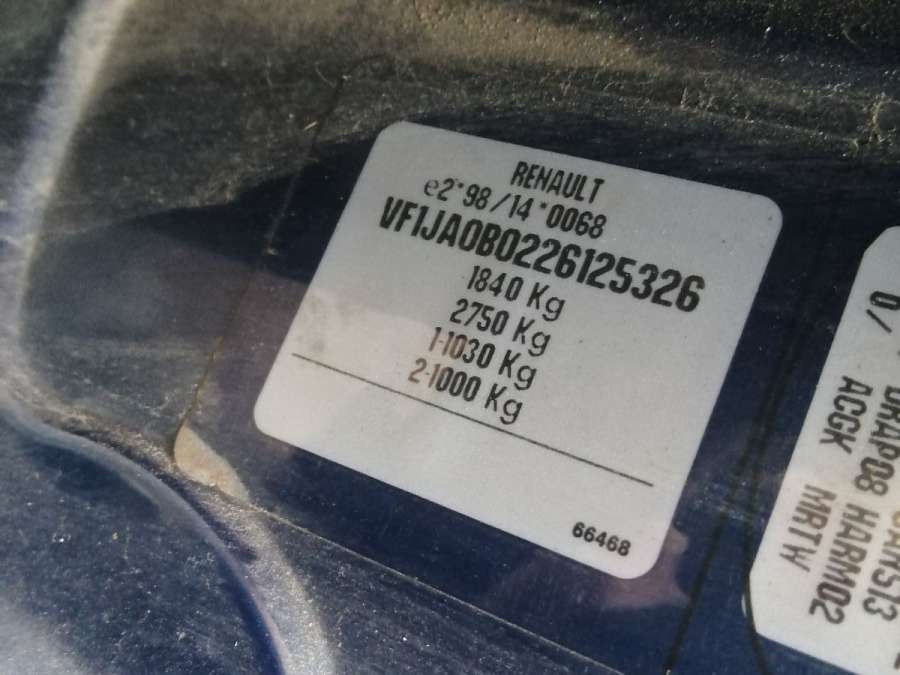 RENAULT
e2*98/14*0068
VF1JA0B0226125326
1840 Kg
2750 Kg
1-1030 Kg
2-1000 Kg
66468
0/
DRAP08 HARM02
ACGK MRTW